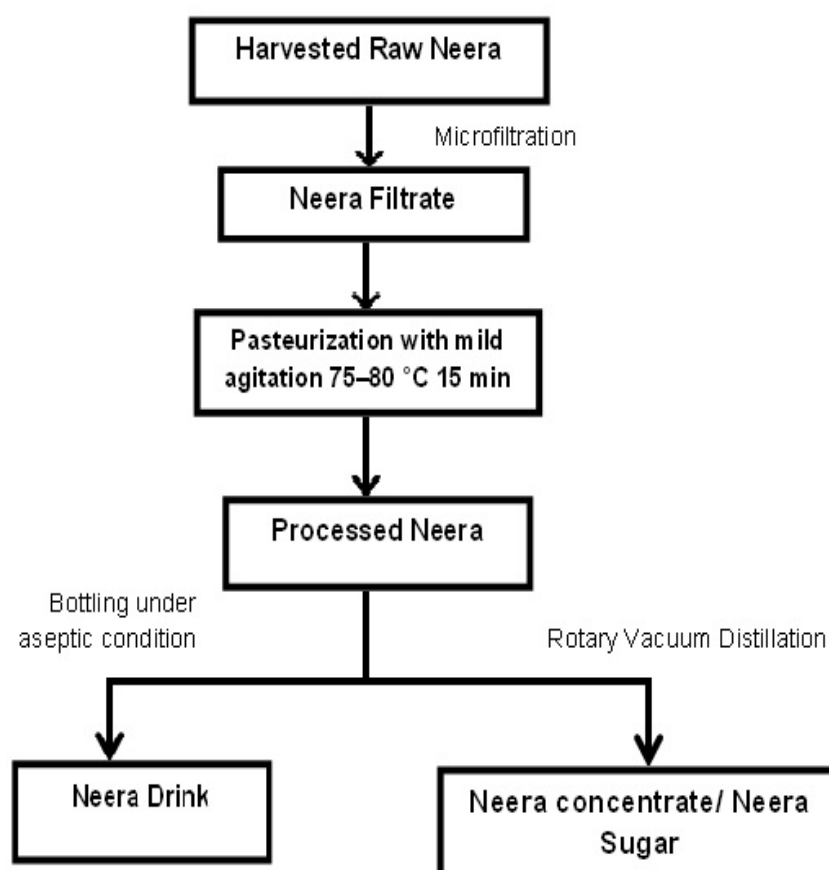 Harvested Raw Neera
Microfiltration
Neera Filtrate
Pasteurization with mild
agitation 75–80 °C 15 min
Processed Neera
Bottling under
aseptic condition
Rotary Vacuum Distillation
Neera Drink
Neera concentrate/ Neera
Sugar